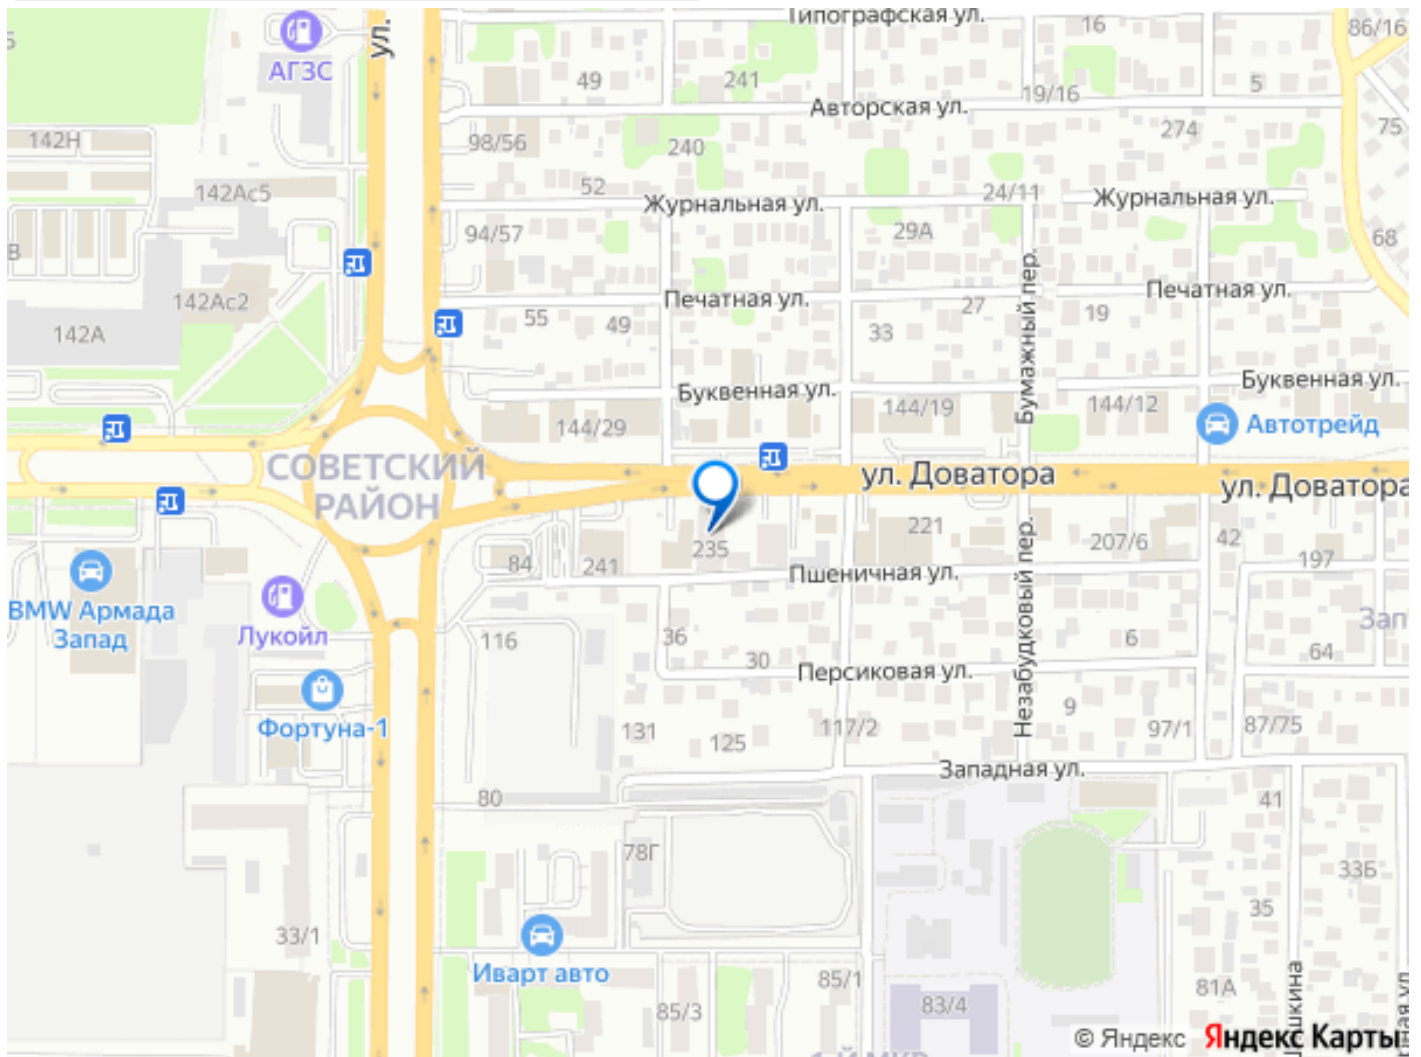 Типографская ул.
16
86/16
ул.
АГЗС
49
241
5
19/16
Авторская ул.
75
142Н
98/56
240
274
142Ас5
52
24/11
Журнальная ул.
Журнальная ул.
94/57
29А
68
В
142Ас2
Бумажный пер.
Печатная ул.
Печатная ул.
27
19
55
49
33
142А
Буквенная ул.
Буквенная ул.
144/29
144/19
144/12
Автотрейд
СОВЕТСКИЙ
РАЙОН
ул. Доватора
ул. Доватора
221
42
235
207/6
197
84
241
Пшеничная ул.
Незабудковый пер.
BMW Армада
Запад
Лукойл
116
36
30
6
64
Зап
Персиковая ул.
Фортуна-1
131
125
117/2
9
97/1
87/75
Западная ул.
80
41
78Г
33Б
35
33/1
Иварт авто
85/1
85/3
83/4
81А
© Яндекс
Яндекс Карты